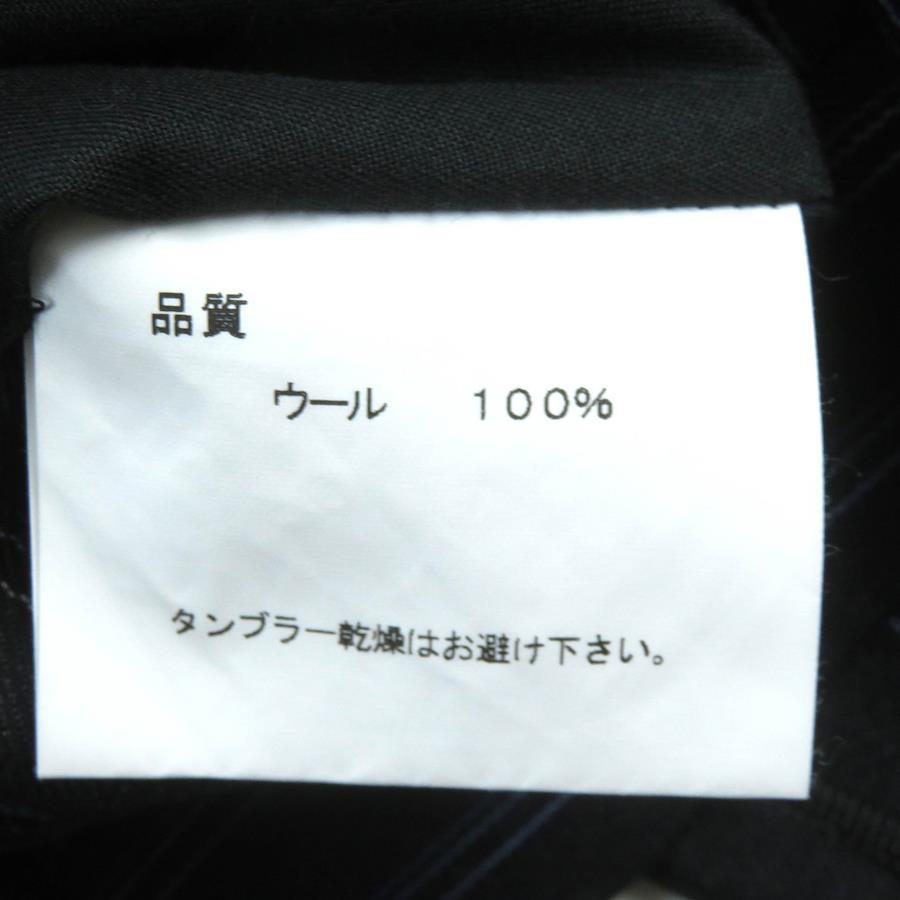 品質
ウール　１００％
タンブラー乾燥はお避け下さい。